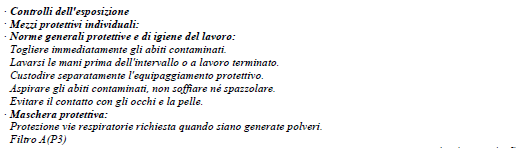 · Controlli dell'esposizione
· Mezzi protettivi individuali:
· Norme generali protettive e di igiene del lavoro:
Togliere immediatamente gli abiti contaminati.
Lavarsi le mani prima dell'intervallo o a lavoro terminato.
Custodire separatamente l'equipaggiamento protettivo.
Aspirare gli abiti contaminati, non soffiare né spazzolare.
Evitare il contatto con gli occhi e la pelle.
· Maschera protettiva:
Protezione vie respiratorie richiesta quando siano generate polveri.
Filtro A(P3)